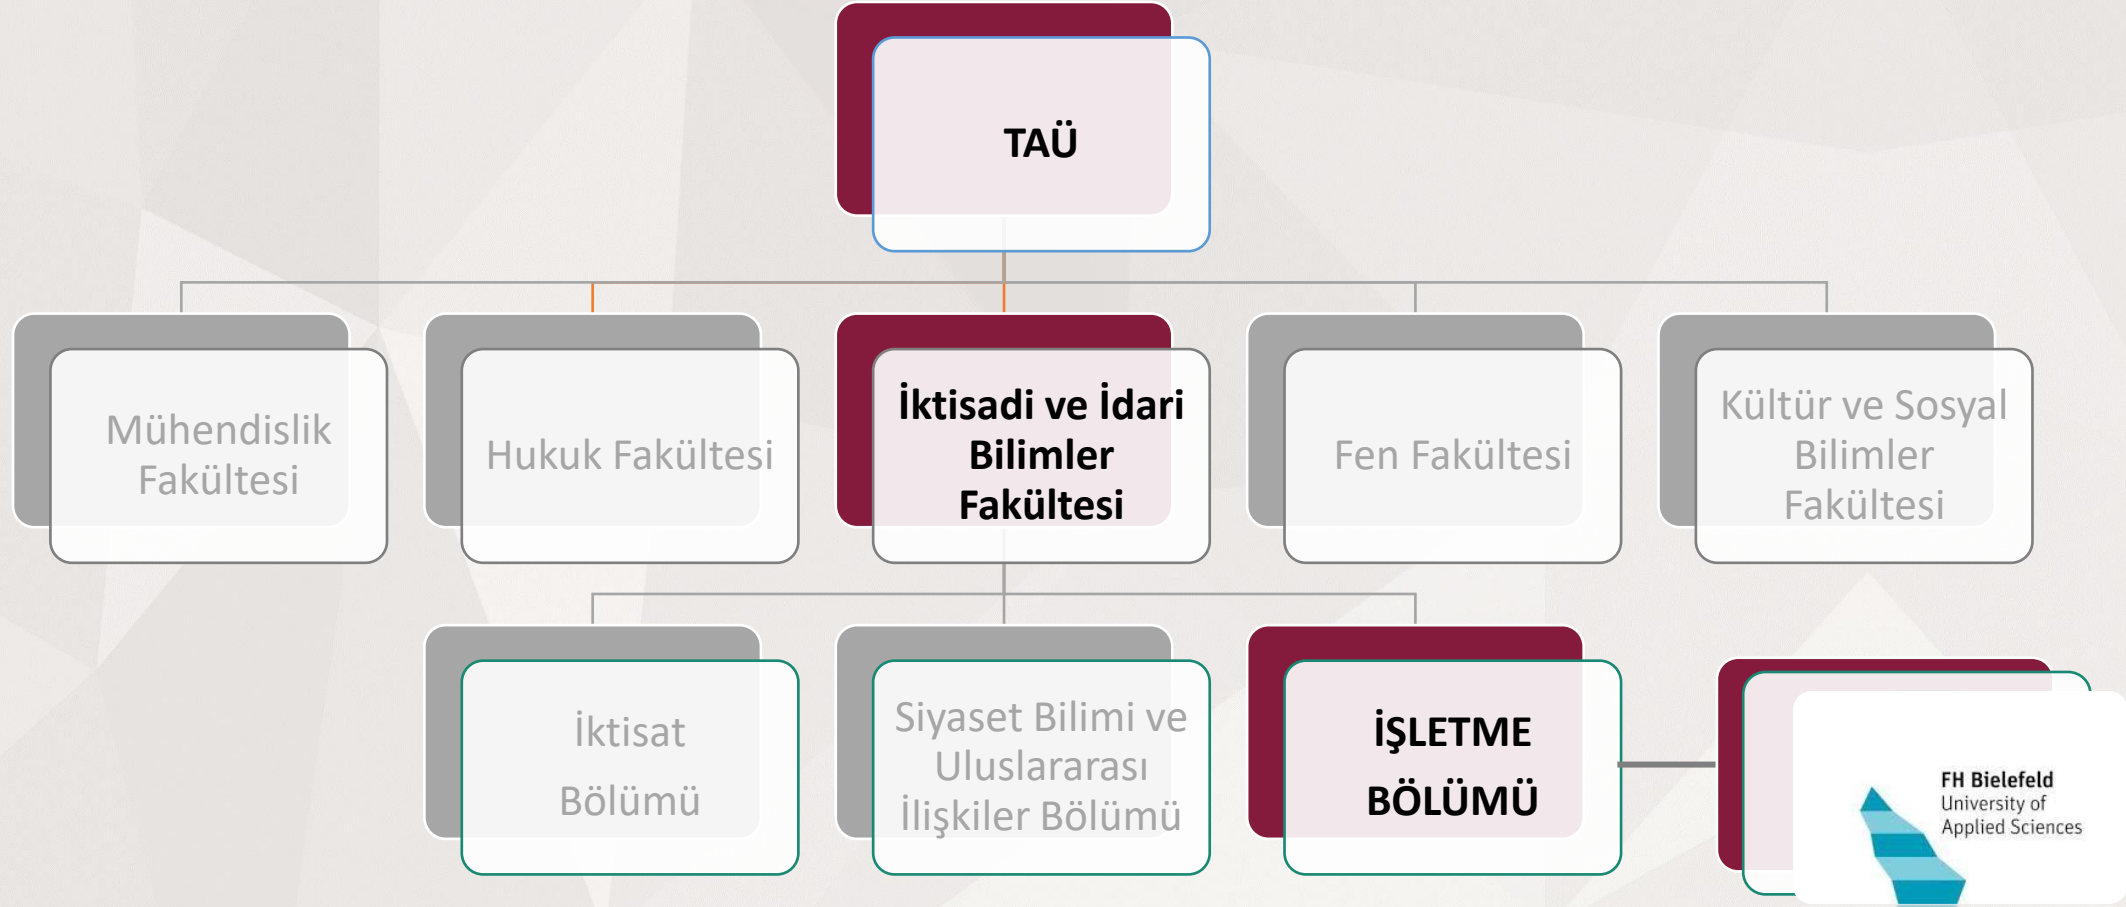 TAÜ
Mühendislik
Fakültesi
Hukuk Fakültesi
İktisadi ve İdari
Bilimler
Fakültesi
Fen Fakültesi
Kültür ve Sosyal
Bilimler
Fakültesi
İktisat
Bölümü
Siyaset Bilimi ve
Uluslararası
İlişkiler Bölümü
İŞLETME
BÖLÜMÜ
FH Bielefeld
University of
Applied Sciences